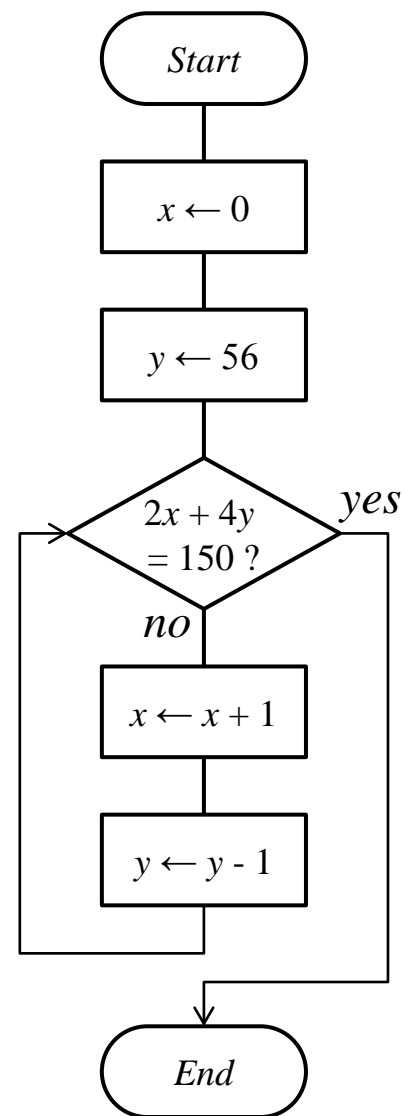 Start
x ← 0
y ← 56
2x + 4y
= 150 ?
yes
no
x ← x + 1
y ← y - 1
End